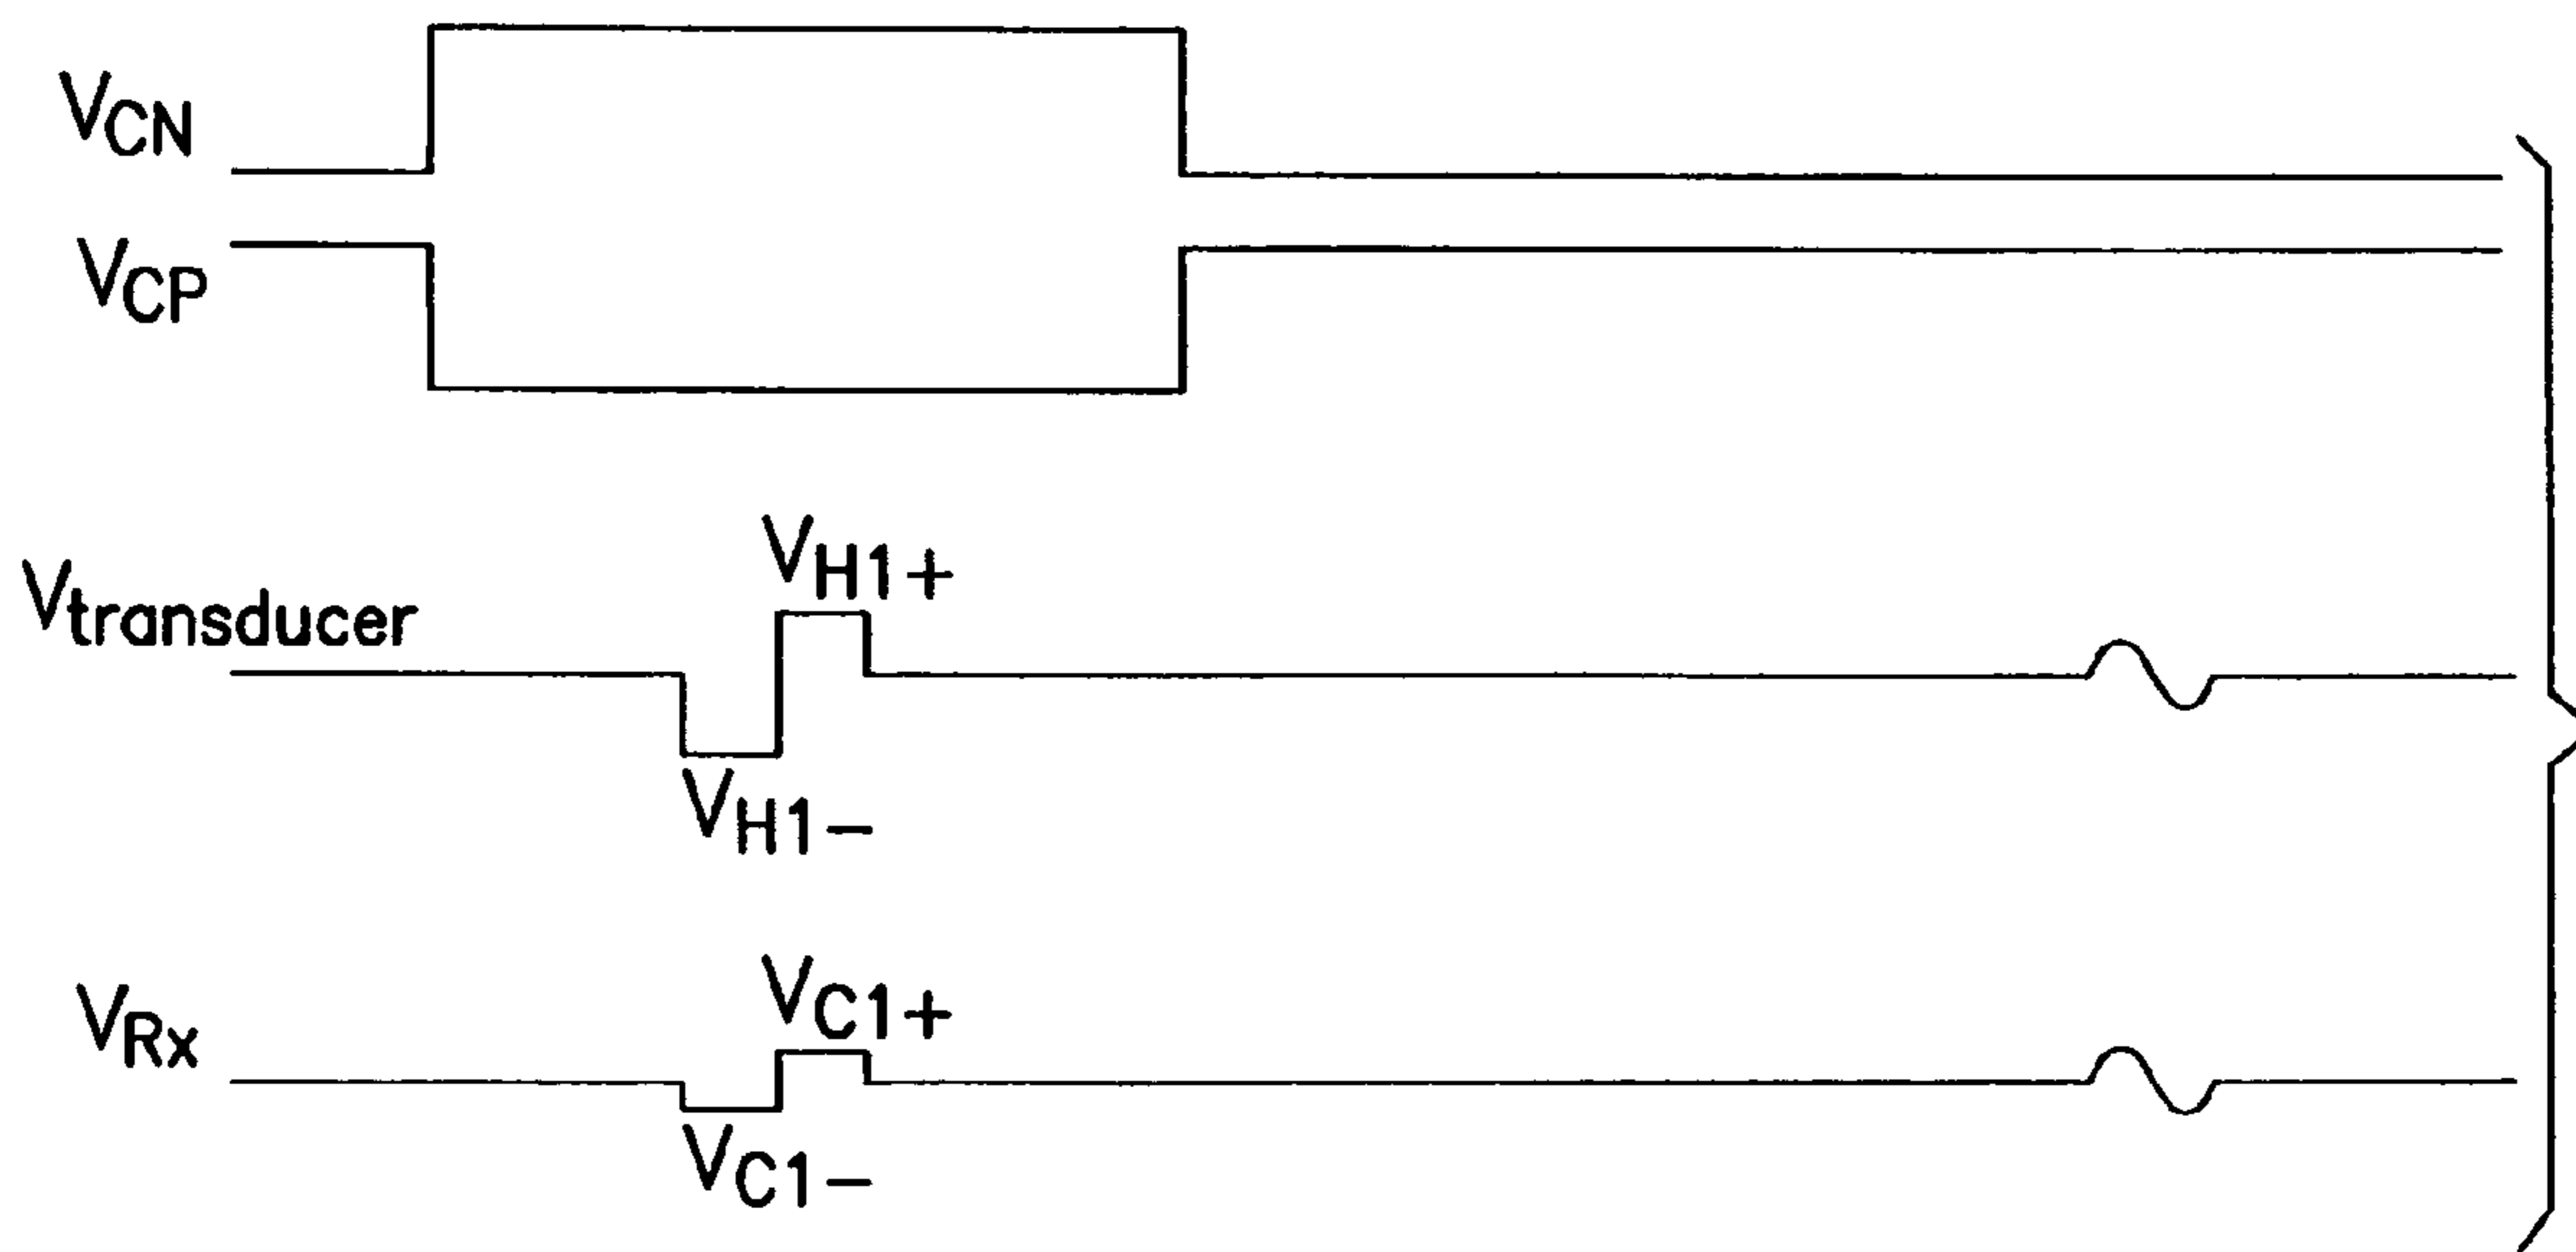 VCN
VCP
VH1+
Vtransducer
VH1−
VC1+
VRx
VC1−